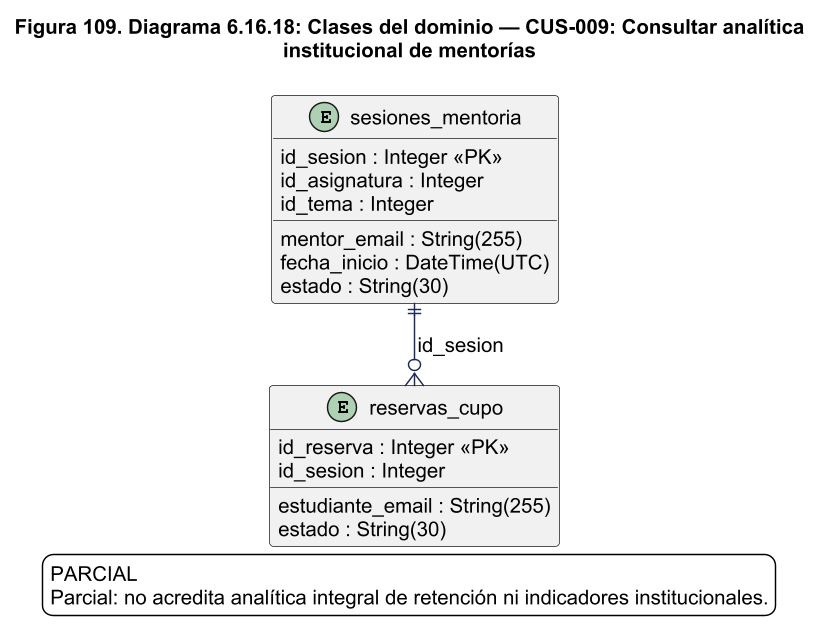 Figura 109. Diagrama 6.16.18: Clases del dominio — CUS-009: Consultar analítica
institucional de mentorías
E sesiones_mentoria
id_sesion : Integer «PK»
id_asignatura : Integer
id_tema : Integer
mentor_email : String(255)
fecha_inicio : DateTime(UTC)
estado : String(30)
id_sesion
E reservas_cupo
id_reserva : Integer «PK»
id_sesion : Integer
estudiante_email : String(255)
estado : String(30)
PARCIAL
Parcial: no acredita analítica integral de retención ni indicadores institucionales.